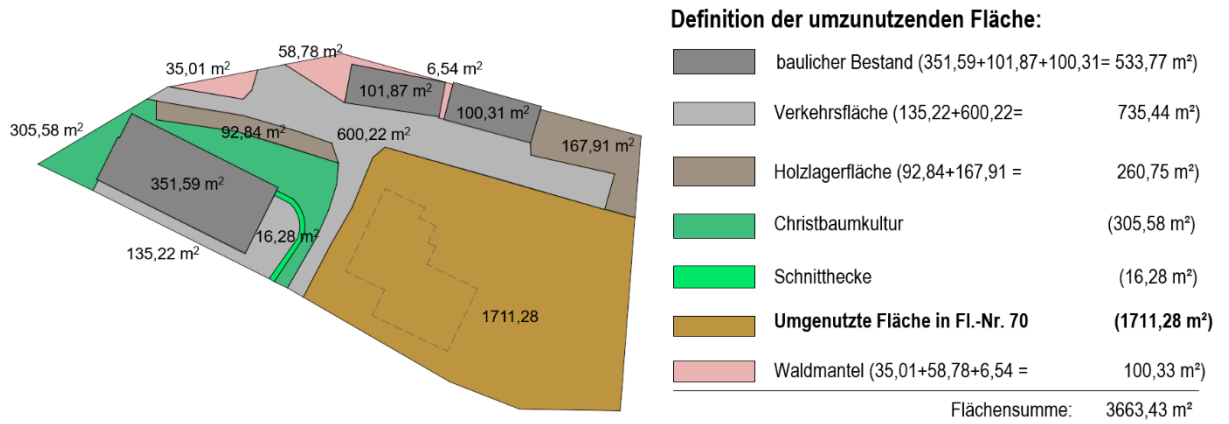 58,78 m²
35,01 m²
6,54 m²
101,87 m²
100,31 m²
305,58 m²
92,84 m²
600,22 m²
167,91 m²
351,59 m²
16,28 m²
135,22 m²
1711,28
Definition der umzunutzenden Fläche:
baulicher Bestand (351,59+101,87+100,31= 533,77 m²)
Verkehrsfläche (135,22+600,22= 735,44 m²)
Holzlagerfläche (92,84+167,91 = 260,75 m²)
Christbaumkultur (305,58 m²)
Schnitthecke (16,28 m²)
Umgenutzte Fläche in Fl.-Nr. 70 (1711,28 m²)
Waldmantel (35,01+58,78+6,54 = 100,33 m²)
Flächensumme: 3663,43 m²